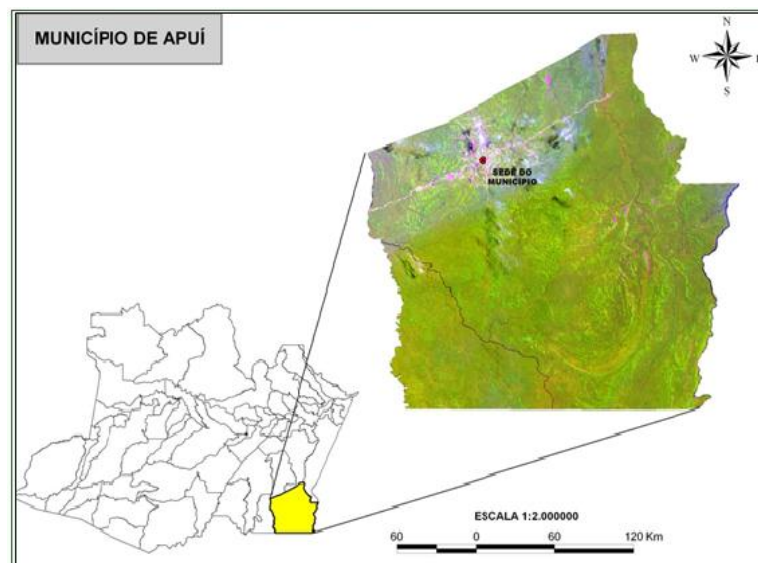 MUNICÍPIO DE APUÍ
N
W
E
S
SEDE DO
MUNICÍPIO
ESCALA 1:2.000000
60 0 60 120 Km